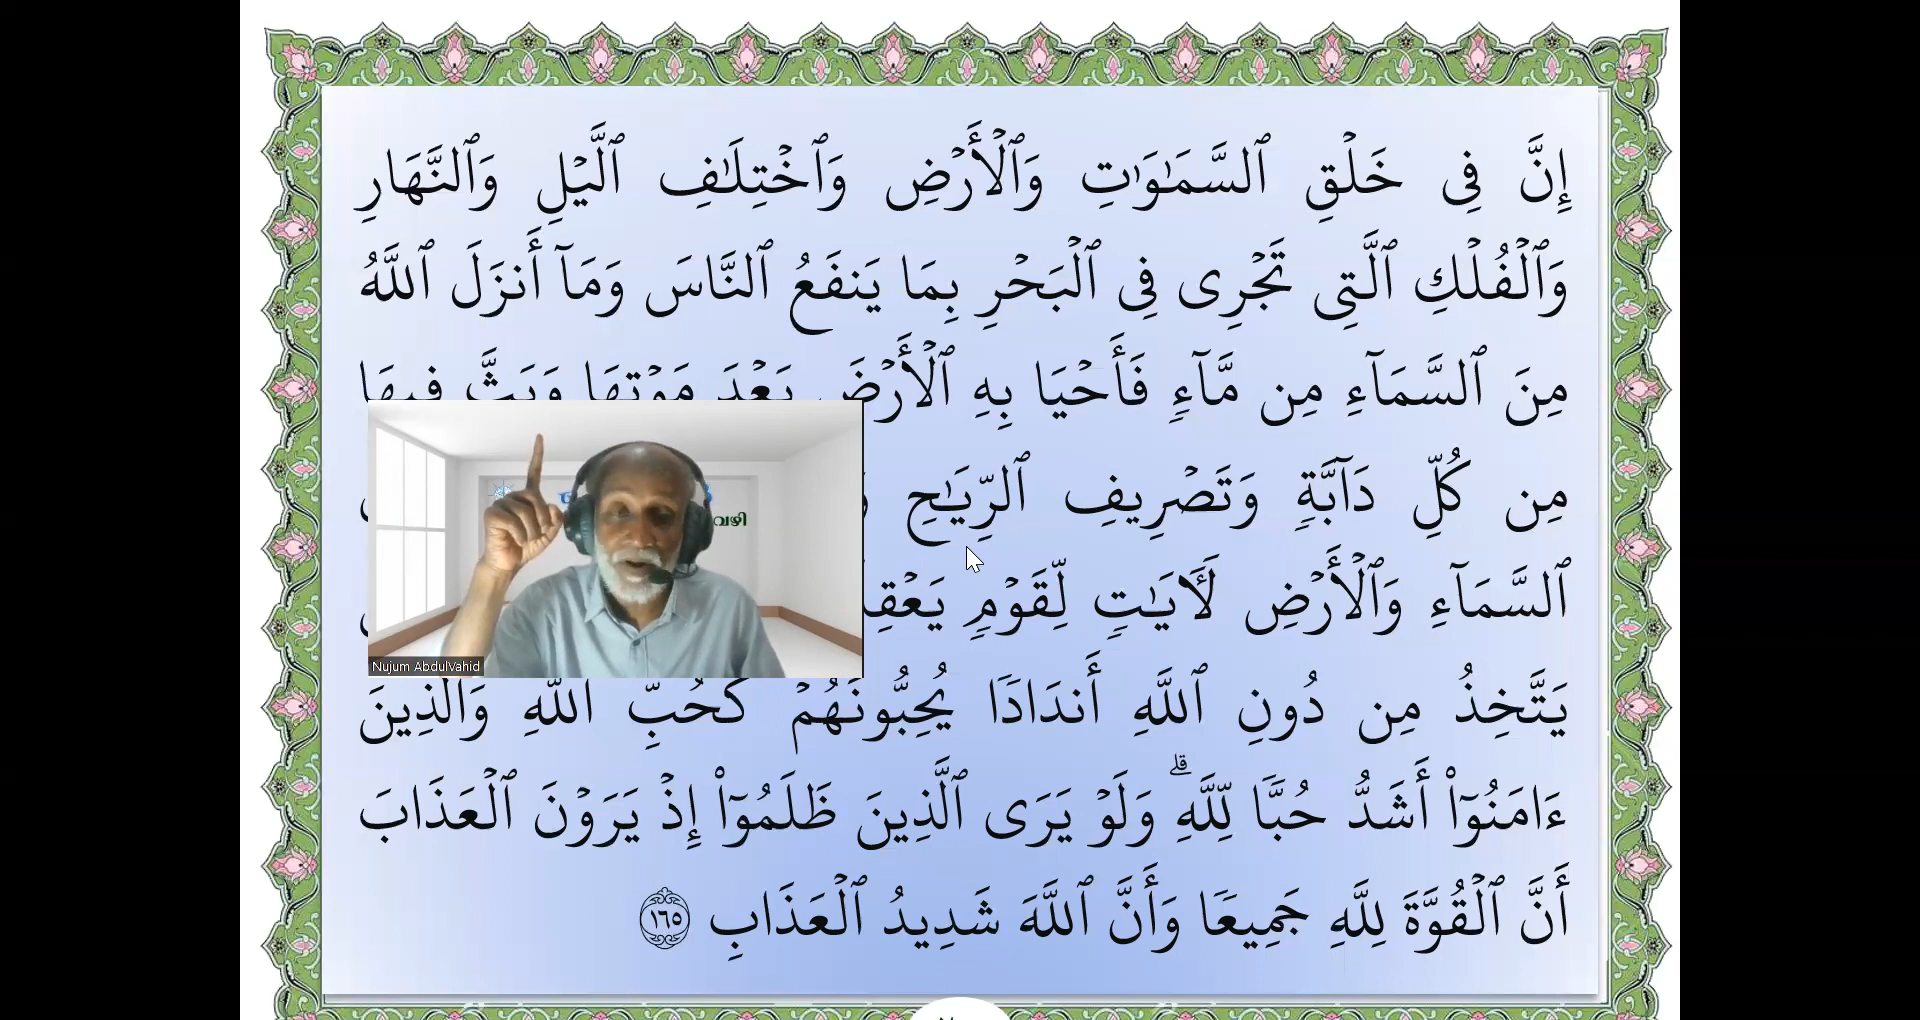 إِنَّ فِى خَلْقِ ٱلسَّمَـٰوَٰتِ وَٱلْأَرْضِ وَٱخْتِلَـٰفِ ٱلَّيْلِ وَٱلنَّهَارِ
وَٱلْفُلْكِ ٱلَّتِى تَجْرِى فِى ٱلْبَحْرِ بِمَا يَنفَعُ ٱلنَّاسَ وَمَآ أَنزَلَ ٱللَّهُ
مِنَ ٱلسَّمَآءِ مِن مَّآءٍ فَأَحْيَا بِهِ ٱلْأَرْضَ بَعْدَ مَوْتِهَا وَبَثَّ فِيهَا
مِن كُلِّ دَآبَّةٍ وَتَصْرِيفِ ٱلرِّيَـٰحِ
ٱلسَّمَآءِ وَٱلْأَرْضِ لَـَٔايَـٰتٍ لِّقَوْمٍ
യതി
Nujum AbdulVahid
يَتَّخِذُ مِن دُونِ ٱللَّهِ أَندَادًا يُحِبُّونَهُمْ كَحُبِّ ٱللَّهِ وَٱلَّذِينَ
ءَامَنُوٓا۟ أَشَدُّ حُبًّا لِّلَّهِ ۗ وَلَوْ يَرَى ٱلَّذِينَ ظَلَمُوٓا۟ إِذْ يَرَوْنَ ٱلْعَذَابَ
أَنَّ ٱلْقُوَّةَ لِلَّهِ جَمِيعًا وَأَنَّ ٱللَّهَ شَدِيدُ ٱلْعَذَابِ ١٦٥